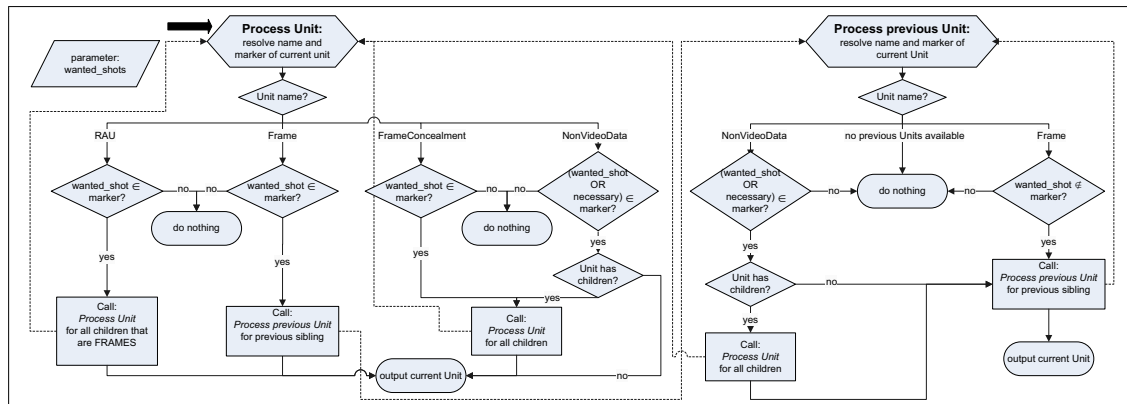 parameter:
wanted_shots
Process Unit:
resolve name and
marker of current unit
Unit name?
RAU
Frame
FrameConcealment
NonVideoData
wanted_shot ∈
marker?
no
no
wanted_shot ∈
marker?
do nothing
wanted_shot ∈
marker?
no
no
(wanted_shot
OR
necessary) ∈
marker?
do nothing
yes
yes
yes
yes
Unit has
children?
yes
no
Call:
Process Unit
for all children that
are FRAMES
Call:
Process previous Unit
for previous sibling
Call:
Process Unit
for all children
output current Unit
Process previous Unit:
resolve name and marker of
current Unit
Unit name?
NonVideoData
no previous Units available
Frame
(wanted_shot
OR
necessary) ∈
marker?
no
do nothing
no
wanted_shot ∉
marker?
yes
yes
Unit has
children?
no
Call:
Process previous Unit
for previous sibling
yes
Call:
Process Unit
for all children
output current Unit